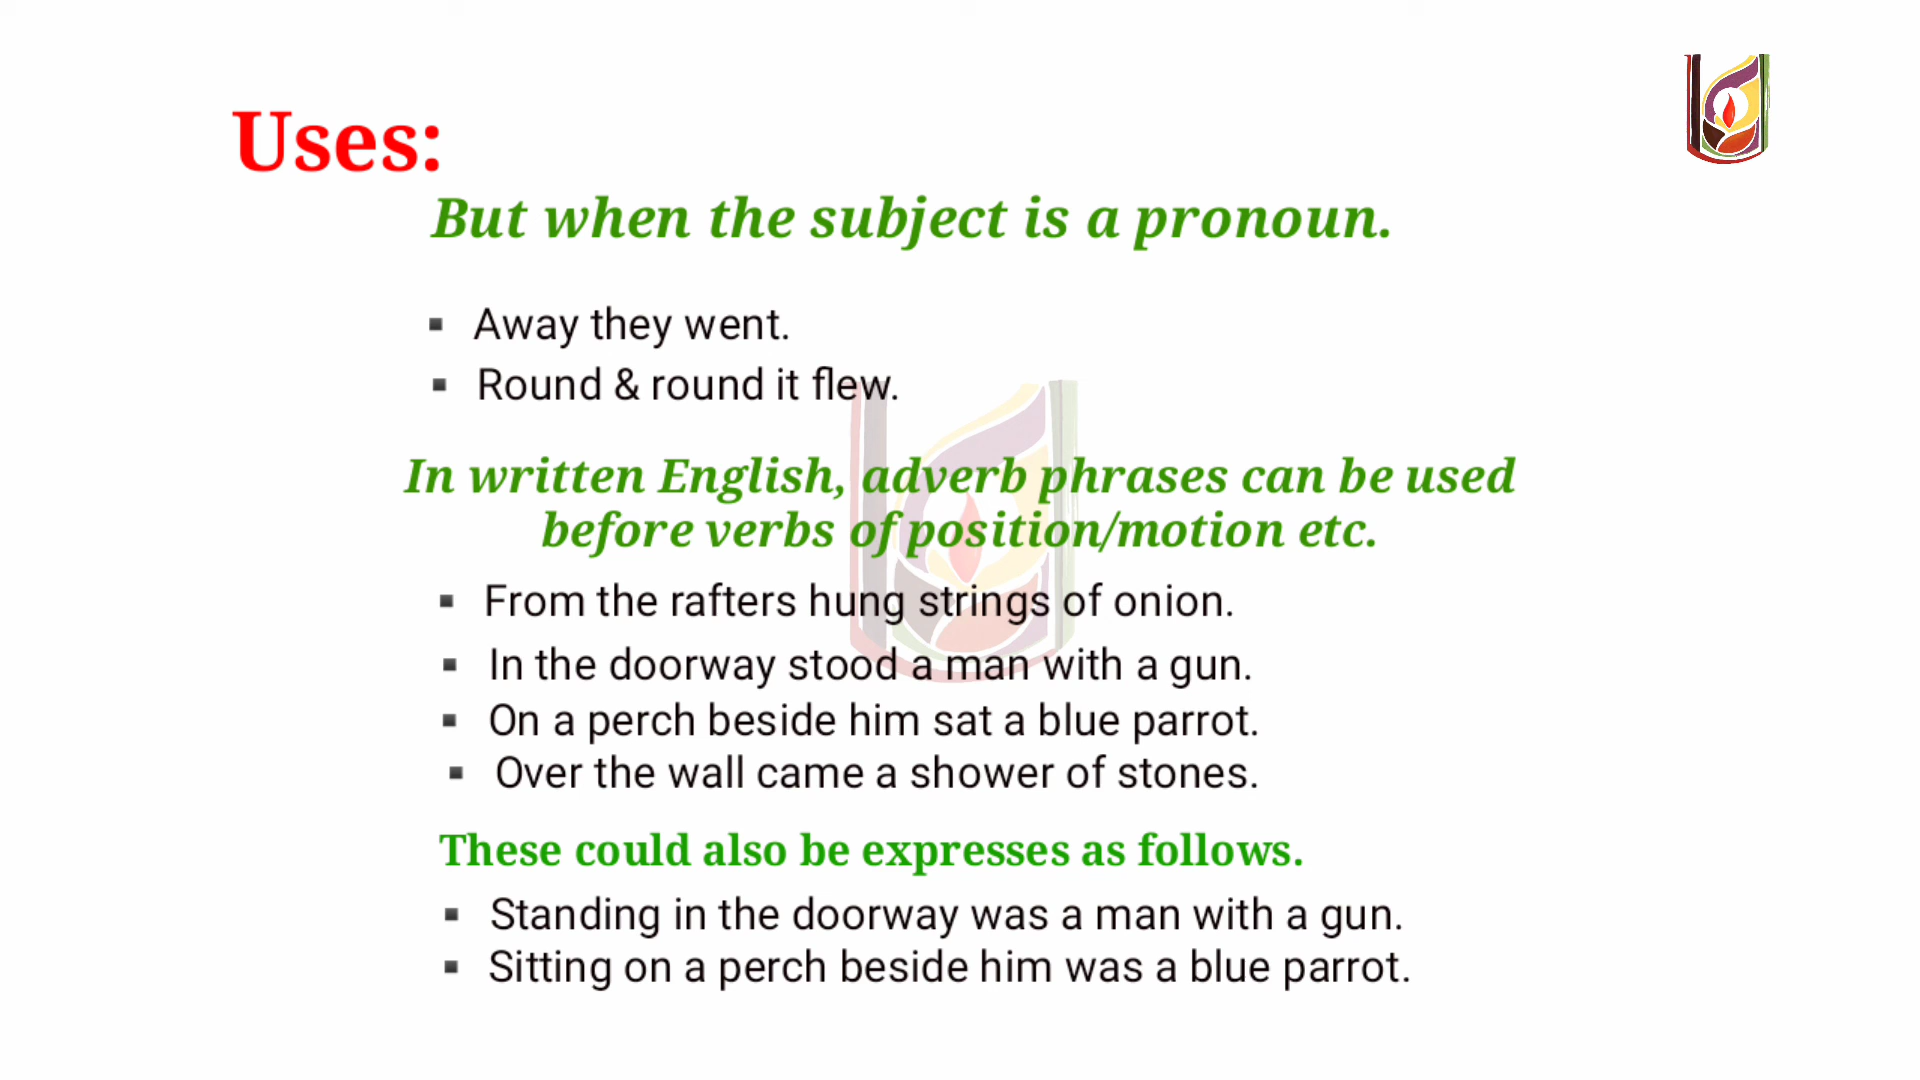 Uses:
But when the subject is a pronoun.
▪ Away they went.
▪ Round & round it flew.
In written English, adverb phrases can be used
before verbs of position/motion etc.
▪ From the rafters hung strings of onion.
▪ In the doorway stood a man with a gun.
▪ On a perch beside him sat a blue parrot.
▪ Over the wall came a shower of stones.
These could also be expresses as follows.
▪ Standing in the doorway was a man with a gun.
▪ Sitting on a perch beside him was a blue parrot.